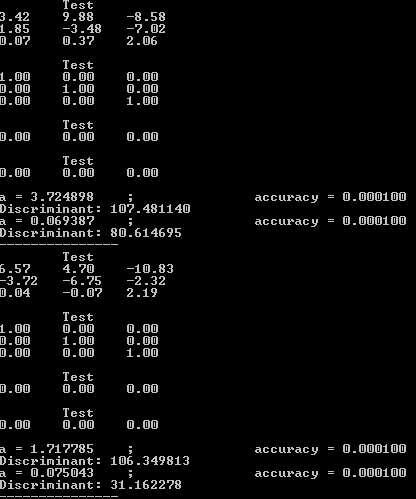 Test
3.42 9.88 -8.58
1.85 -3.48 -7.02
0.07 0.37 2.06
Test
1.00 0.00 0.00
0.00 1.00 0.00
0.00 0.00 1.00
Test
0.00 0.00 0.00
Test
0.00 0.00 0.00
a = 3.724898 ; accuracy = 0.000100
Discriminant: 107.481140
a = 0.069387 ; accuracy = 0.000100
Discriminant: 80.614695
---------------
Test
6.57 4.70 -10.83
-3.72 -6.75 -2.32
0.04 -0.07 2.19
Test
1.00 0.00 0.00
0.00 1.00 0.00
0.00 0.00 1.00
Test
0.00 0.00 0.00
Test
0.00 0.00 0.00
a = 1.717785 ; accuracy = 0.000100
Discriminant: 106.349813
a = 0.075043 ; accuracy = 0.000100
Discriminant: 31.162278
---------------